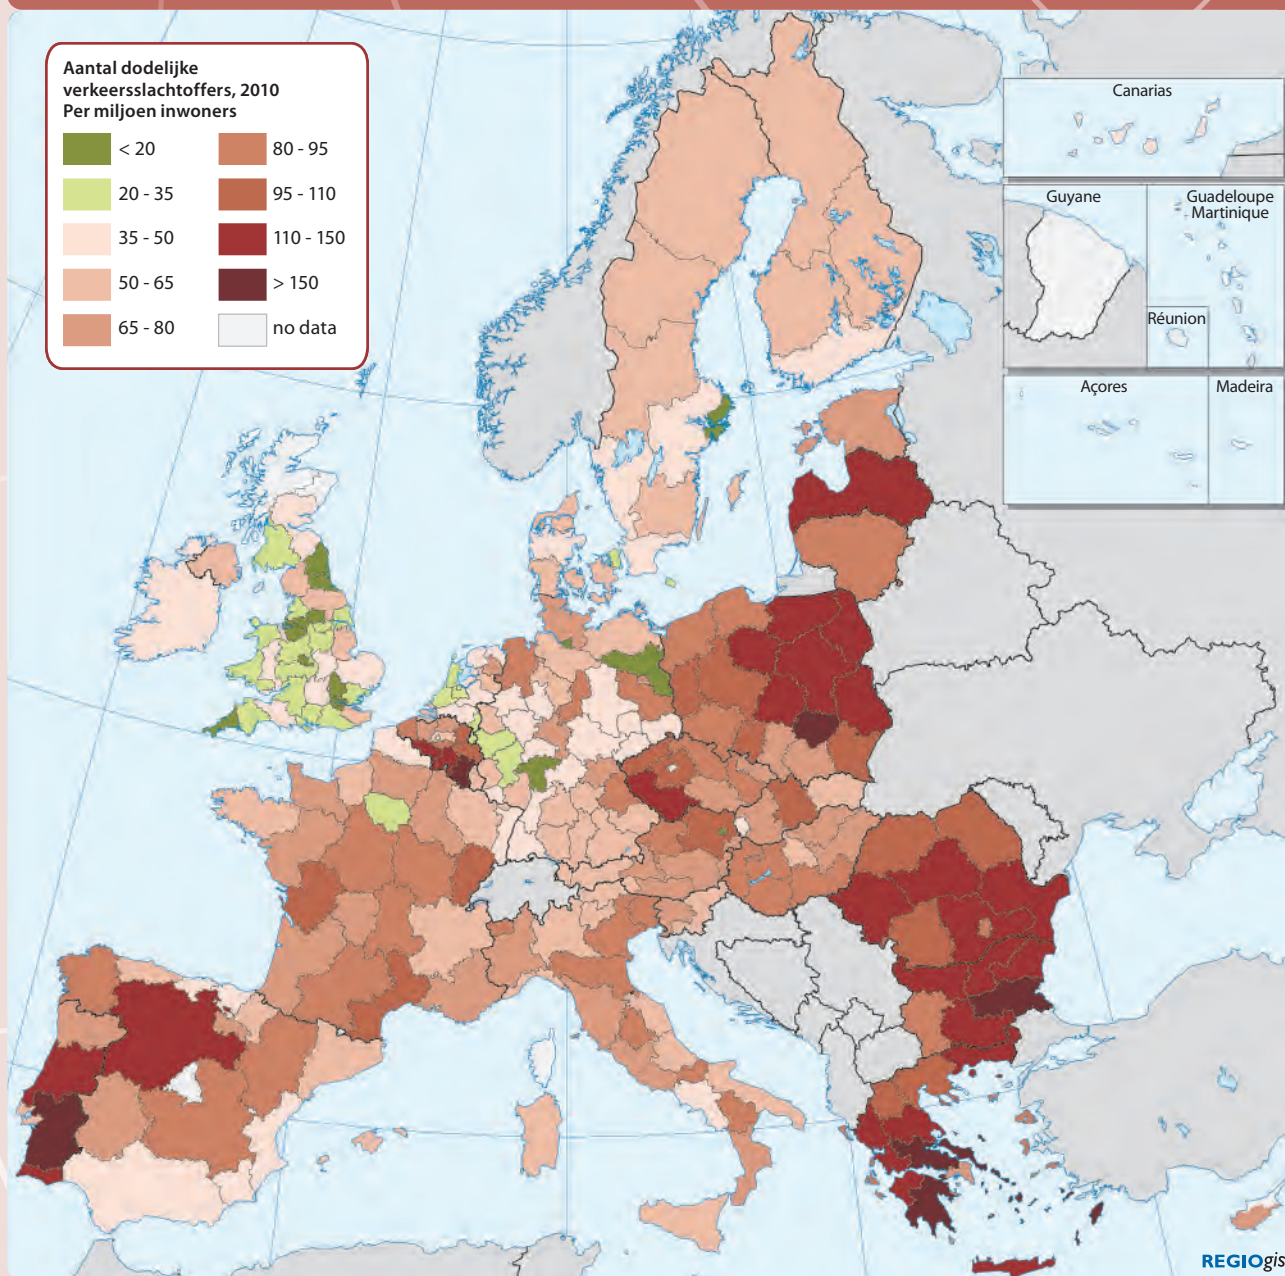 Aantal dodelijke
verkeersslachtoffers, 2010
Per miljoen inwoners
< 20
20 - 35
35 - 50
50 - 65
65 - 80
80 - 95
95 - 110
110 - 150
> 150
no data
Canarias
Guyane
Guadeloupe
Martinique
Réunion
Açores
Madeira
REGIOgis